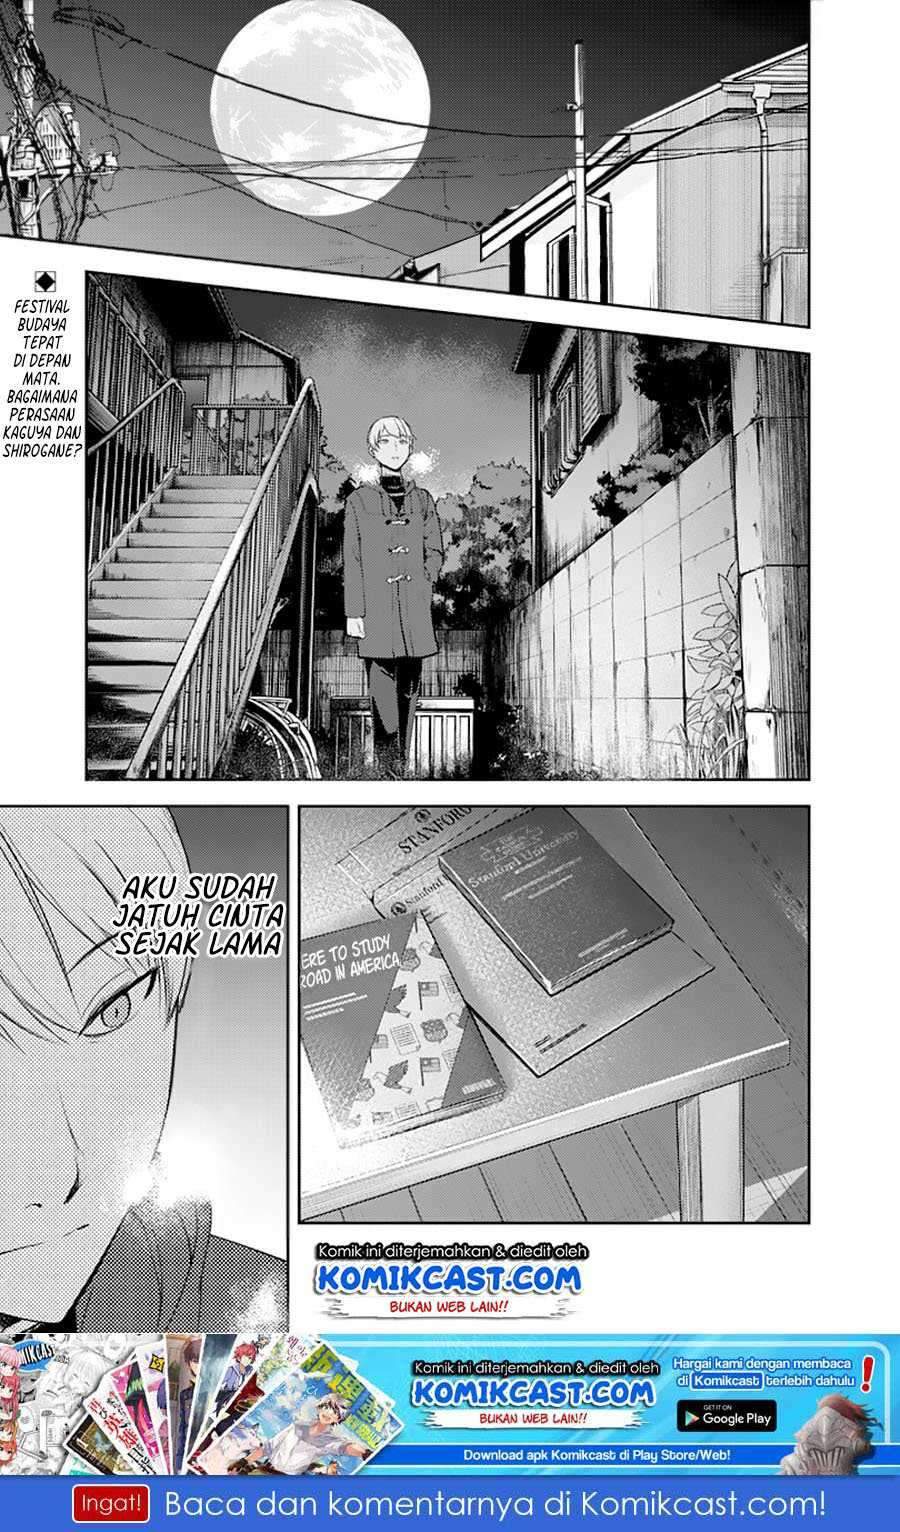 FESTIVAL
BUDAYA
TEPAT
DI DEPAN
MATA.
BAGAIMANA
PERASAAN
KAGUYA DAN
SHIROGANE?
AKU SUDAH
JATUH CINTA
SEJAK LAMA
STANFORD
Stanford
Stanford University
ERE TO STUDY
ROAD IN AMERICA
Komik ini diterjemahkan & diedit oleh
KOMIKCAST.COM
BUKAN WEB LAIN!!
Komik ini diterjemahkan & diedit oleh
KOMIKCAST.COM
BUKAN WEB LAIN!!
Hargai kami dengan membaca
di Komikcast terlebih dahulu !
GET IT ON
Google Play
Download apk Komikcast di Play Store/Web!
Ingat! Baca dan komentarnya di Komikcast.com!